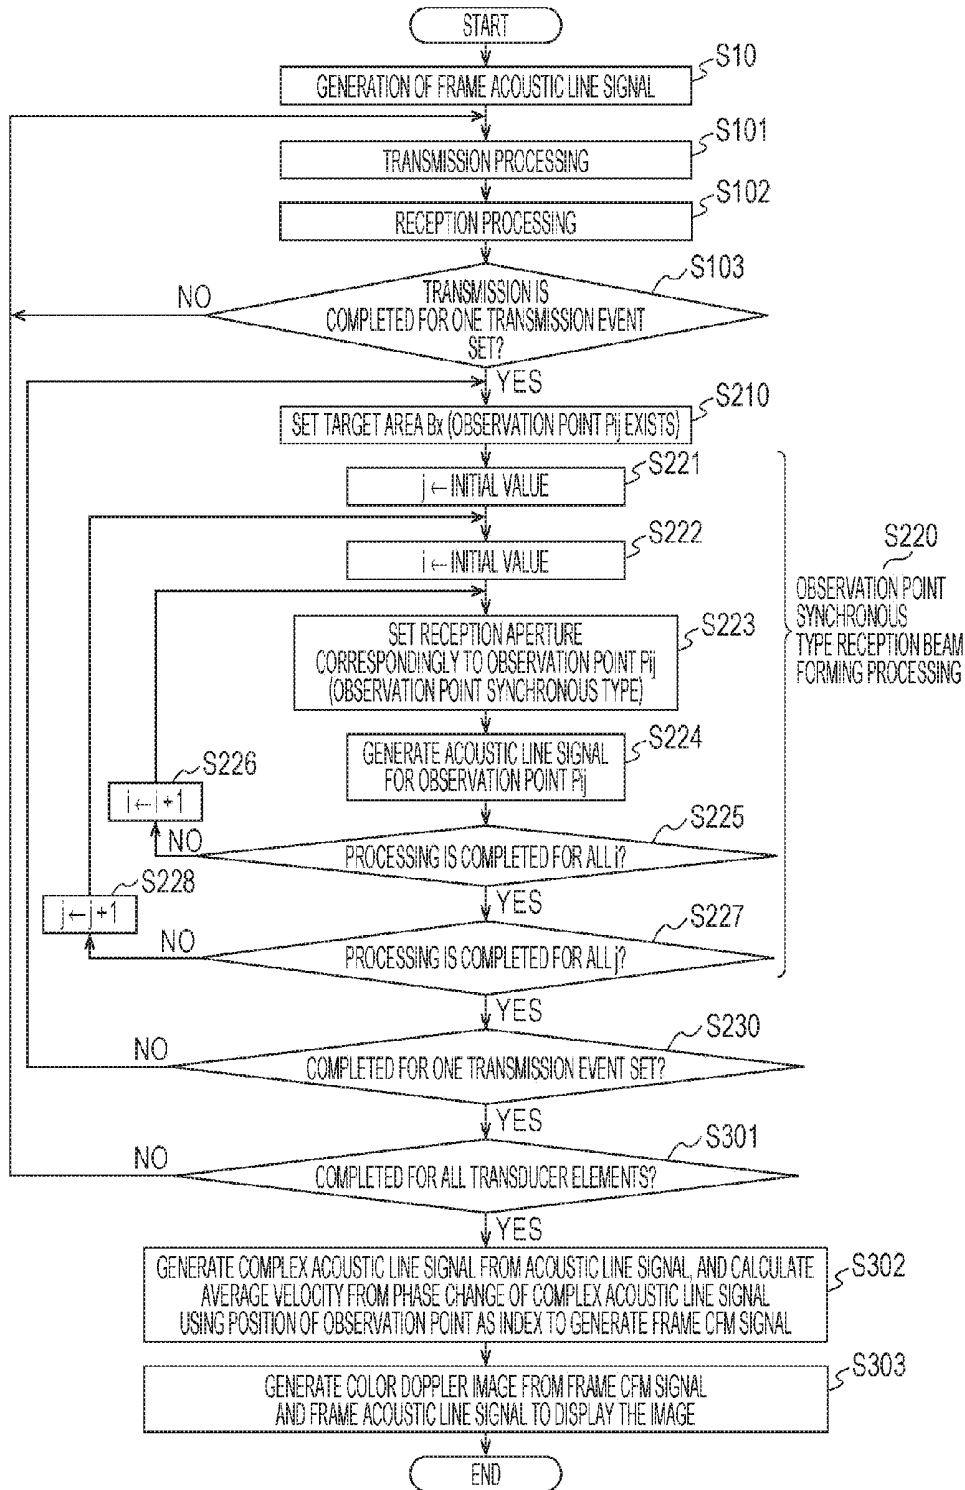 START
S10
GENERATION OF FRAME ACOUSTIC LINE SIGNAL
S101
TRANSMISSION PROCESSING
S102
RECEPTION PROCESSING
S103
TRANSMISSION IS
COMPLETED FOR ONE TRANSMISSION EVENT
SET?
NO
YES
S210
SET TARGET AREA Bx (OBSERVATION POINT Pij EXISTS)
S221
j ← INITIAL VALUE
S222
i ← INITIAL VALUE
S220
OBSERVATION POINT
SYNCHRONOUS
TYPE RECEPTION BEAM
FORMING PROCESSING
S223
SET RECEPTION APERTURE
CORRESPONDINGLY TO OBSERVATION POINT Pij
(OBSERVATION POINT SYNCHRONOUS TYPE)
S224
GENERATE ACOUSTIC LINE SIGNAL
FOR OBSERVATION POINT Pij
S226
i ← i +1
S225
NO
PROCESSING IS COMPLETED FOR ALL i?
YES
S228
j ← j +1
S227
NO
PROCESSING IS COMPLETED FOR ALL j?
YES
S230
NO
COMPLETED FOR ONE TRANSMISSION EVENT SET?
YES
S301
NO
COMPLETED FOR ALL TRANSDUCER ELEMENTS?
YES
S302
GENERATE COMPLEX ACOUSTIC LINE SIGNAL FROM ACOUSTIC LINE SIGNAL, AND CALCULATE
AVERAGE VELOCITY FROM PHASE CHANGE OF COMPLEX ACOUSTIC LINE SIGNAL
USING POSITION OF OBSERVATION POINT AS INDEX TO GENERATE FRAME CFM SIGNAL
S303
GENERATE COLOR DOPPLER IMAGE FROM FRAME CFM SIGNAL
AND FRAME ACOUSTIC LINE SIGNAL TO DISPLAY THE IMAGE
END